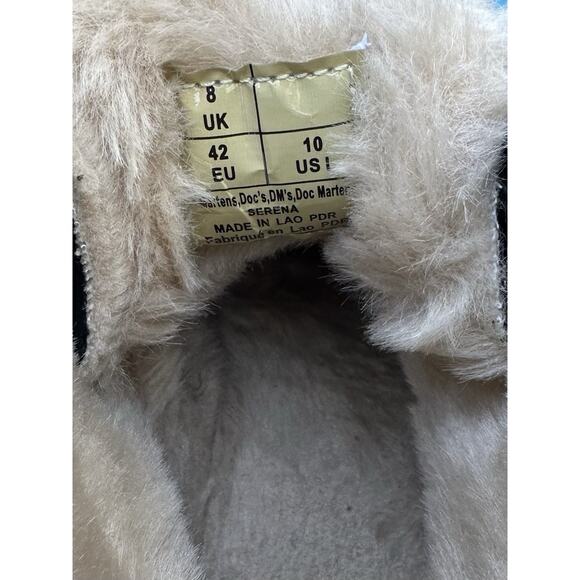 8
UK
42 10
EU US
Martens,Doc's,DM's,Doc Marte
SERENA
MADE IN LAO PDR
Fabriqué en Lao PDR